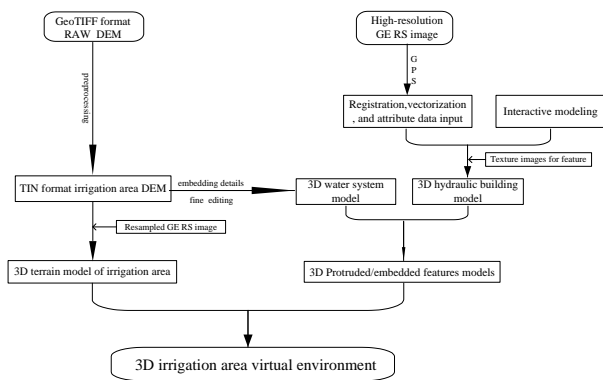 GeoTIFF format
RAW DEM
High-resolution
GE RS image
preprocessing
GPS
Registration,vectorization
, and attribute data input
Interactive modeling
Texture images for feature
TIN format irrigation area DEM
embedding details
fine editing
3D water system
model
3D hydraulic building
model
Resampled GE RS image
3D terrain model of irrigation area
3D Protruded/embedded features models
3D irrigation area virtual environment